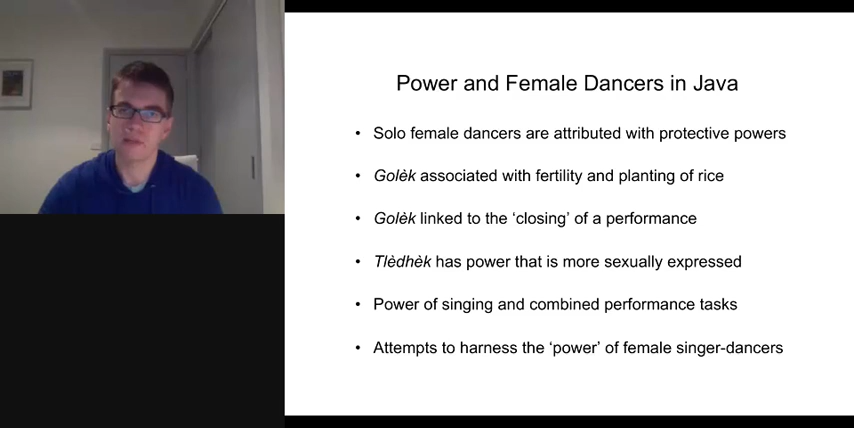 Power and Female Dancers in Java
• Solo female dancers are attributed with protective powers
• Golèk associated with fertility and planting of rice
• Golèk linked to the ‘closing’ of a performance
• Tlèdhèk has power that is more sexually expressed
• Power of singing and combined performance tasks
• Attempts to harness the ‘power’ of female singer-dancers